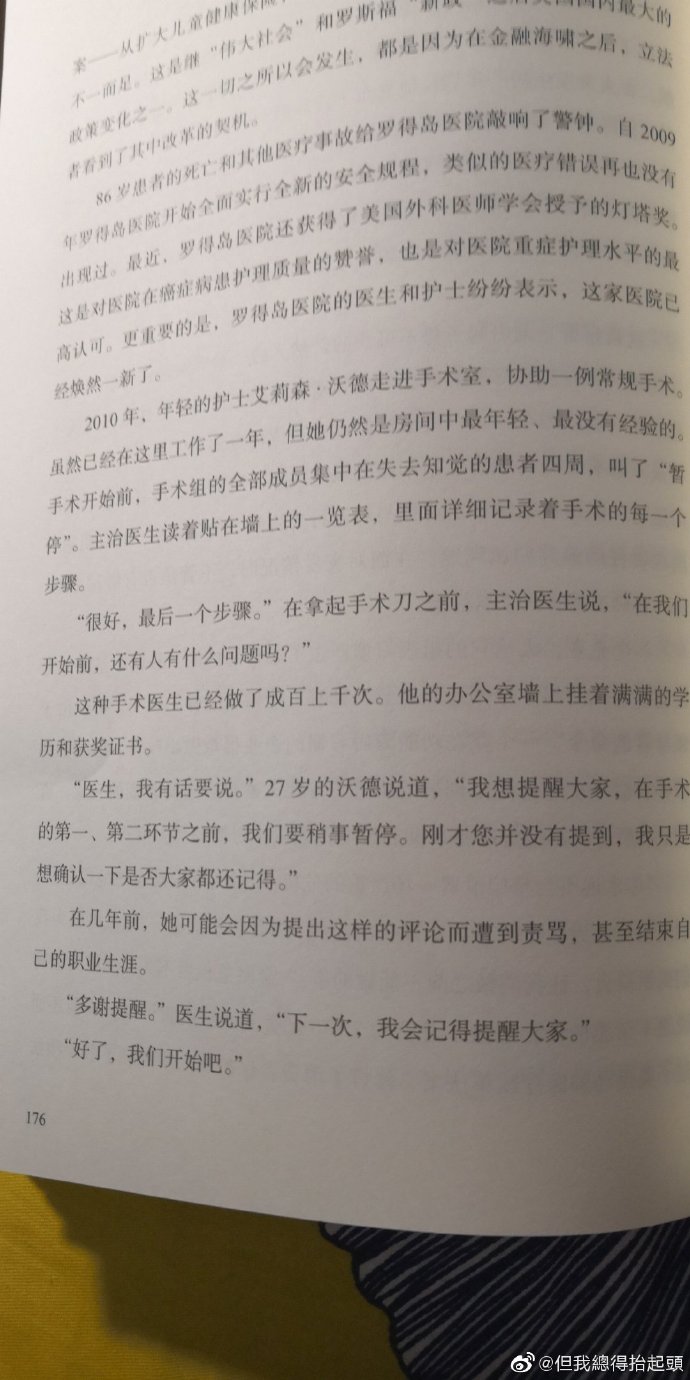 案——从扩大儿童健康保险
不一而足。这是继“伟大社会”和罗斯福“新政”之后美国国内最大的
政策变化之一。这一切之所以会发生，都是因为在金融海啸之后，立法
者看到了其中改革的契机。
86 岁患者的死亡和其他医疗事故给罗得岛医院敲响了警钟。自 2009
年罗得岛医院开始全面实行全新的安全规程，类似的医疗错误再也没有
出现过。最近，罗得岛医院还获得了美国外科医师学会授予的灯塔奖。
这是对医院在癌症病患护理质量的赞誉，也是对医院重症护理水平的最
高认可。更重要的是，罗得岛医院的医生和护士纷纷表示，这家医院已
经焕然一新了。
2010 年，年轻的护士艾莉森·沃德走进手术室，协助一例常规手术。
虽然已经在这里工作了一年，但她仍然是房间中最年轻、最没有经验的。
手术开始前，手术组的全部成员集中在失去知觉的患者四周，叫了“暂
停”。主治医生读着贴在墙上的一览表，里面详细记录着手术的每一个
步骤。
“很好，最后一个步骤。”在拿起手术刀之前，主治医生说，“在我们
开始前，还有人有什么问题吗？”
这种手术医生已经做了成百上千次。他的办公室墙上挂着满满的学
历和获奖证书。
“医生，我有话要说。”27 岁的沃德说道，“我想提醒大家，在手术
的第一、第二环节之前，我们要稍事暂停。刚才您并没有提到，我只是
想确认一下是否大家都还记得。”
在几年前，她可能会因为提出这样的评论而遭到责骂，甚至结束自
己的职业生涯。
“多谢提醒。”医生说道，“下一次，我会记得提醒大家。”
“好了，我们开始吧。”
176
@但我總得抬起頭